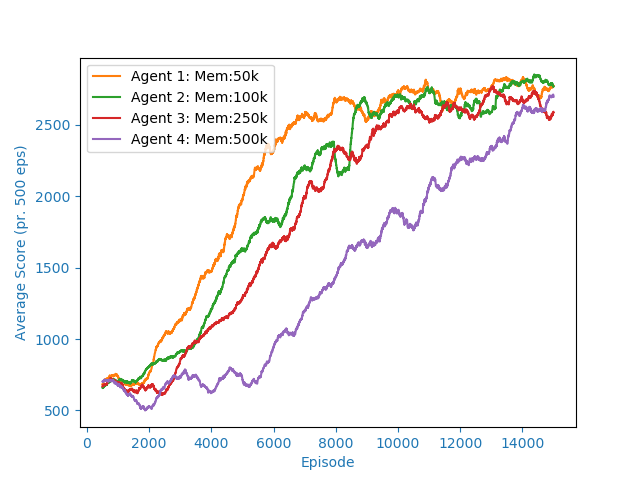 Agent 1: Mem:50k
Agent 2: Mem:100k
Agent 3: Mem:250k
Agent 4: Mem:500k
Average Score (pr. 500 eps)
2500
2000
1500
1000
500
0 2000 4000 6000 8000 10000 12000 14000
Episode